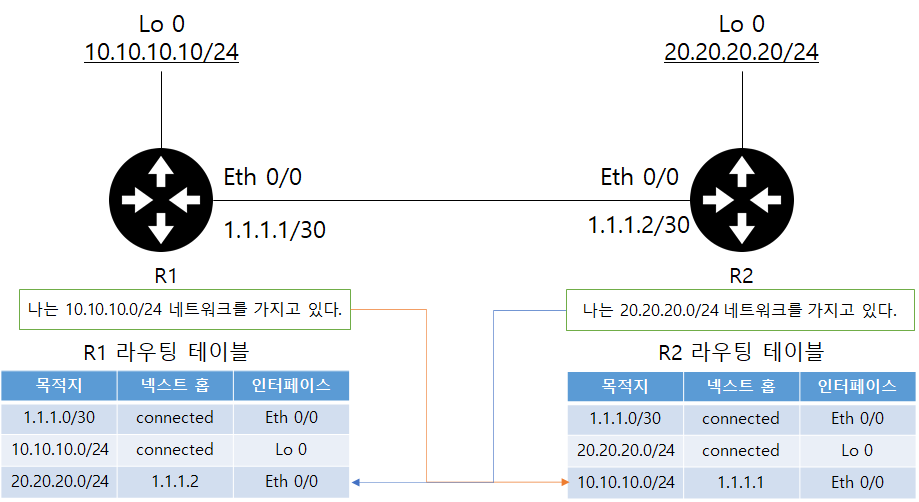 Lo 0
10.10.10.10/24
Lo 0
20.20.20.20/24
Eth 0/0
Eth 0/0
1.1.1.1/30
1.1.1.2/30
R1
R2
나는 10.10.10.0/24 네트워크를 가지고 있다.
나는 20.20.20.0/24 네트워크를 가지고 있다.
R1 라우팅 테이블
목적지 넥스트 홉 인터페이스
1.1.1.0/30 connected Eth 0/0
10.10.10.0/24 connected Lo 0
20.20.20.0/24 1.1.1.2 Eth 0/0
R2 라우팅 테이블
목적지 넥스트 홉 인터페이스
1.1.1.0/30 connected Eth 0/0
20.20.20.0/24 connected Lo 0
10.10.10.0/24 1.1.1.1 Eth 0/0